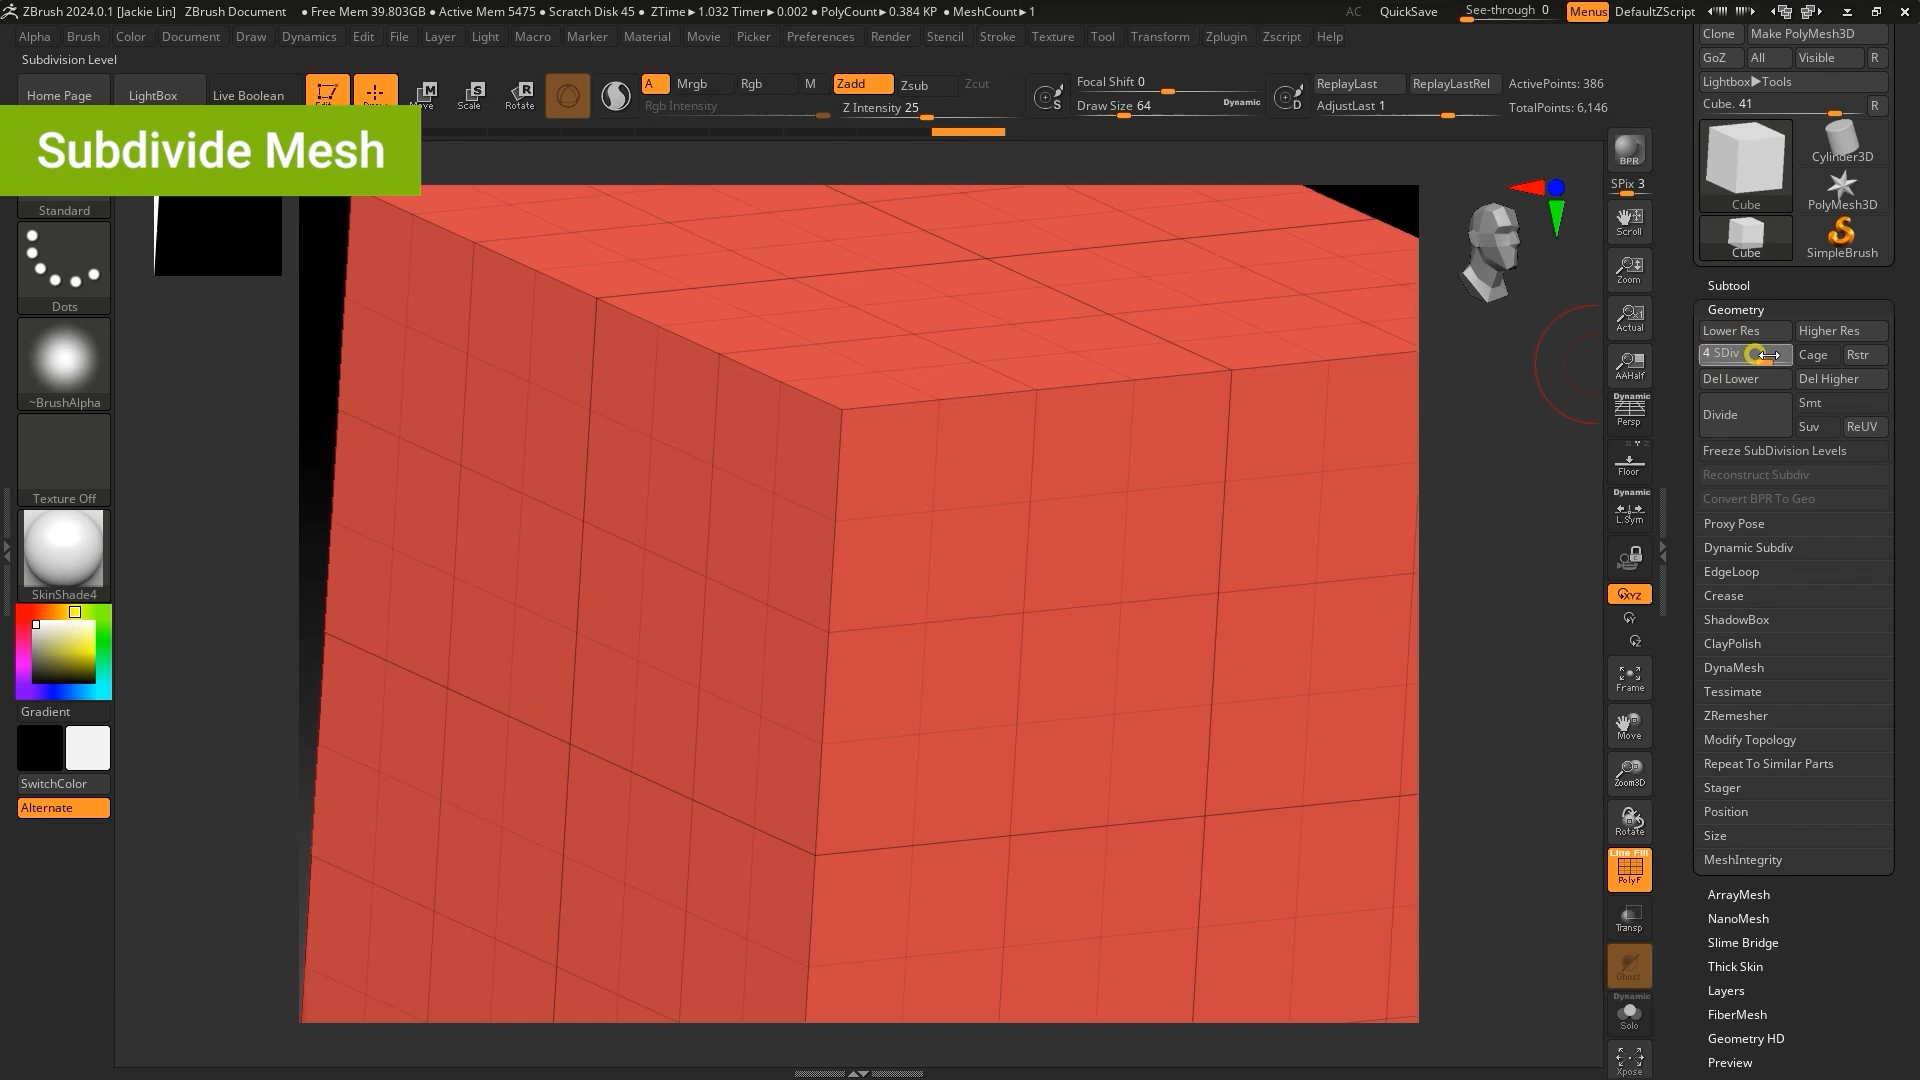 ZBrush 2024.0.1 [Jackie Lin] ZBrush Document ● Free Mem 39.803GB ● Active Mem 5475 ● Scratch Disk 45 ● ZTime►1.032 Timer►0.002 ● PolyCount►0.384 KP ● MeshCount►1 AC QuickSave See-through 0 Menus DefaultZScript
Alpha Brush Color Document Draw Dynamics Edit File Layer Light Macro Marker Material Movie Picker Preferences Render Stencil Stroke Texture Tool Transform Zplugin Zscript Help
Subdivision Level
Home Page LightBox Live Boolean Edit Draw Move Scale Rotate
A Mrgb Rgb M Zadd Zsub Zcut
Rgb Intensity Z Intensity 25
S Focal Shift 0
Draw Size 64 Dynamic
D ReplayLast ReplayLastRel ActivePoints: 386
AdjustLast 1 TotalPoints: 6,146
Subdivide Mesh
Standard
Dots
~BrushAlpha
Texture Off
SkinShade4
Gradient
SwitchColor
Alternate
BPR
SPix 3
Scroll
Zoom
Actual
AAHalf
Dynamic
Persp
Floor
Dynamic
L.Sym
XYZ
Y
Z
Frame
Move
Zoom3D
Rotate
Line Fill
PolyF
Transp
Ghost
Dynamic
Solo
Xpose
Clone Make PolyMesh3D
GoZ All Visible R
Lightbox►Tools
Cube. 41 R
Cube Cylinder3D
PolyMesh3D
Cube SimpleBrush
Subtool
Geometry
Lower Res Higher Res
4 SDiv Cage Rstr
Del Lower Del Higher
Divide Smt
Suv ReUV
Freeze SubDivision Levels
Reconstruct Subdiv
Convert BPR To Geo
Proxy Pose
Dynamic Subdiv
EdgeLoop
Crease
ShadowBox
ClayPolish
DynaMesh
Tessimate
ZRemesher
Modify Topology
Repeat To Similar Parts
Stager
Position
Size
MeshIntegrity
ArrayMesh
NanoMesh
Slime Bridge
Thick Skin
Layers
FiberMesh
Geometry HD
Preview